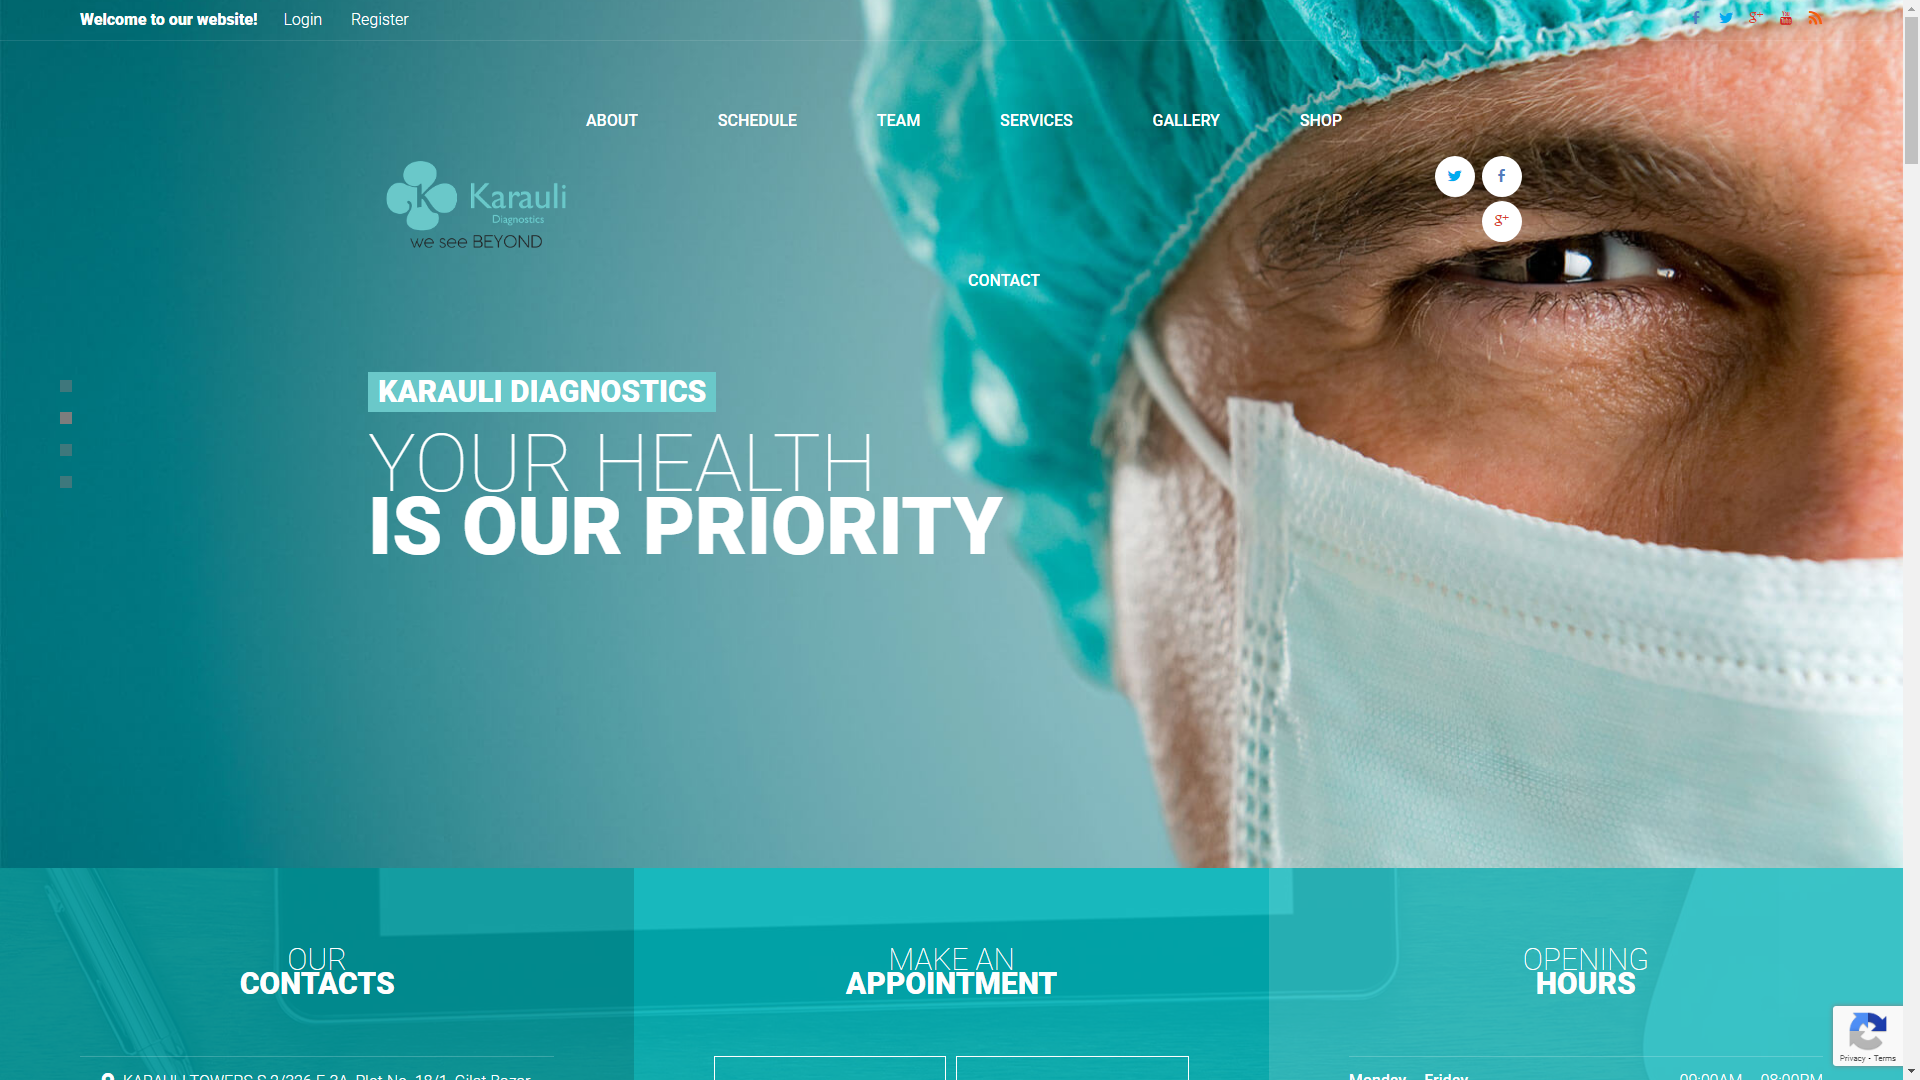 Welcome to our website! Login Register
ABOUT SCHEDULE TEAM SERVICES GALLERY SHOP
K Karauli
Diagnostics
we see BEYOND
CONTACT
KARAULI DIAGNOSTICS
YOUR HEALTH
IS OUR PRIORITY
OUR
CONTACTS
MAKE AN
APPOINTMENT
OPENING
HOURS
Privacy - Terms
KARAULI TOWERS S 2/326 E-3A, Plot No. 18/1, Gilat Bazar,
Monday – Friday 09:00AM – 08:00PM